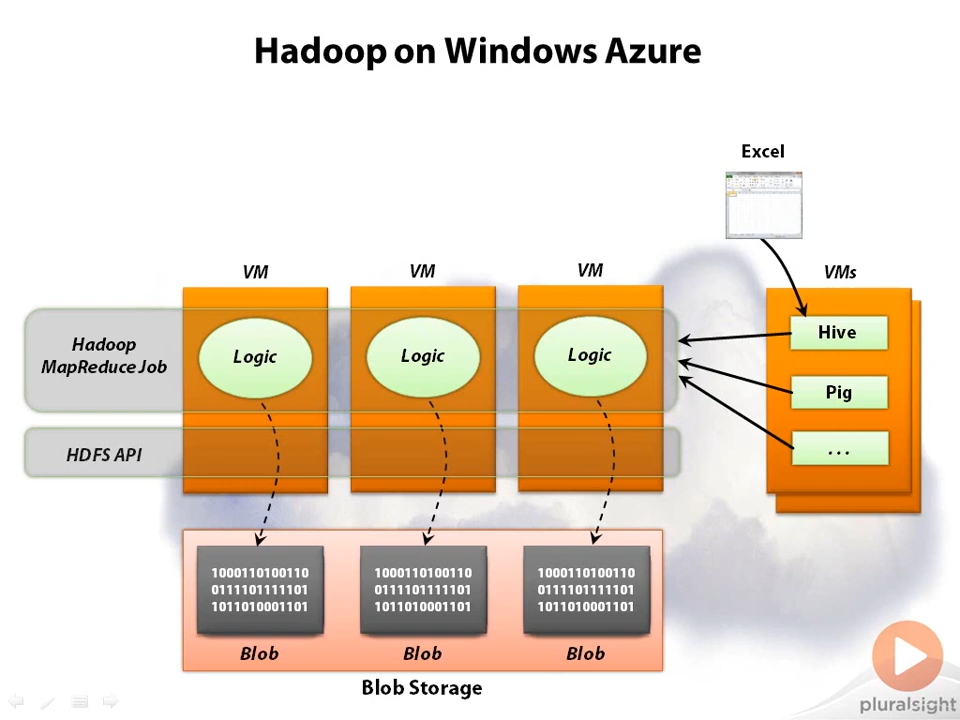 Hadoop on Windows Azure
Excel
VM
VM
VM
VMs
Hadoop
MapReduce Job
Logic
Logic
Logic
Hive
Pig
...
HDFS API
1000110100110
0111101111101
1011010001101
1000110100110
0111101111101
1011010001101
1000110100110
0111101111101
1011010001101
Blob
Blob
Blob
Blob Storage
pluralsight